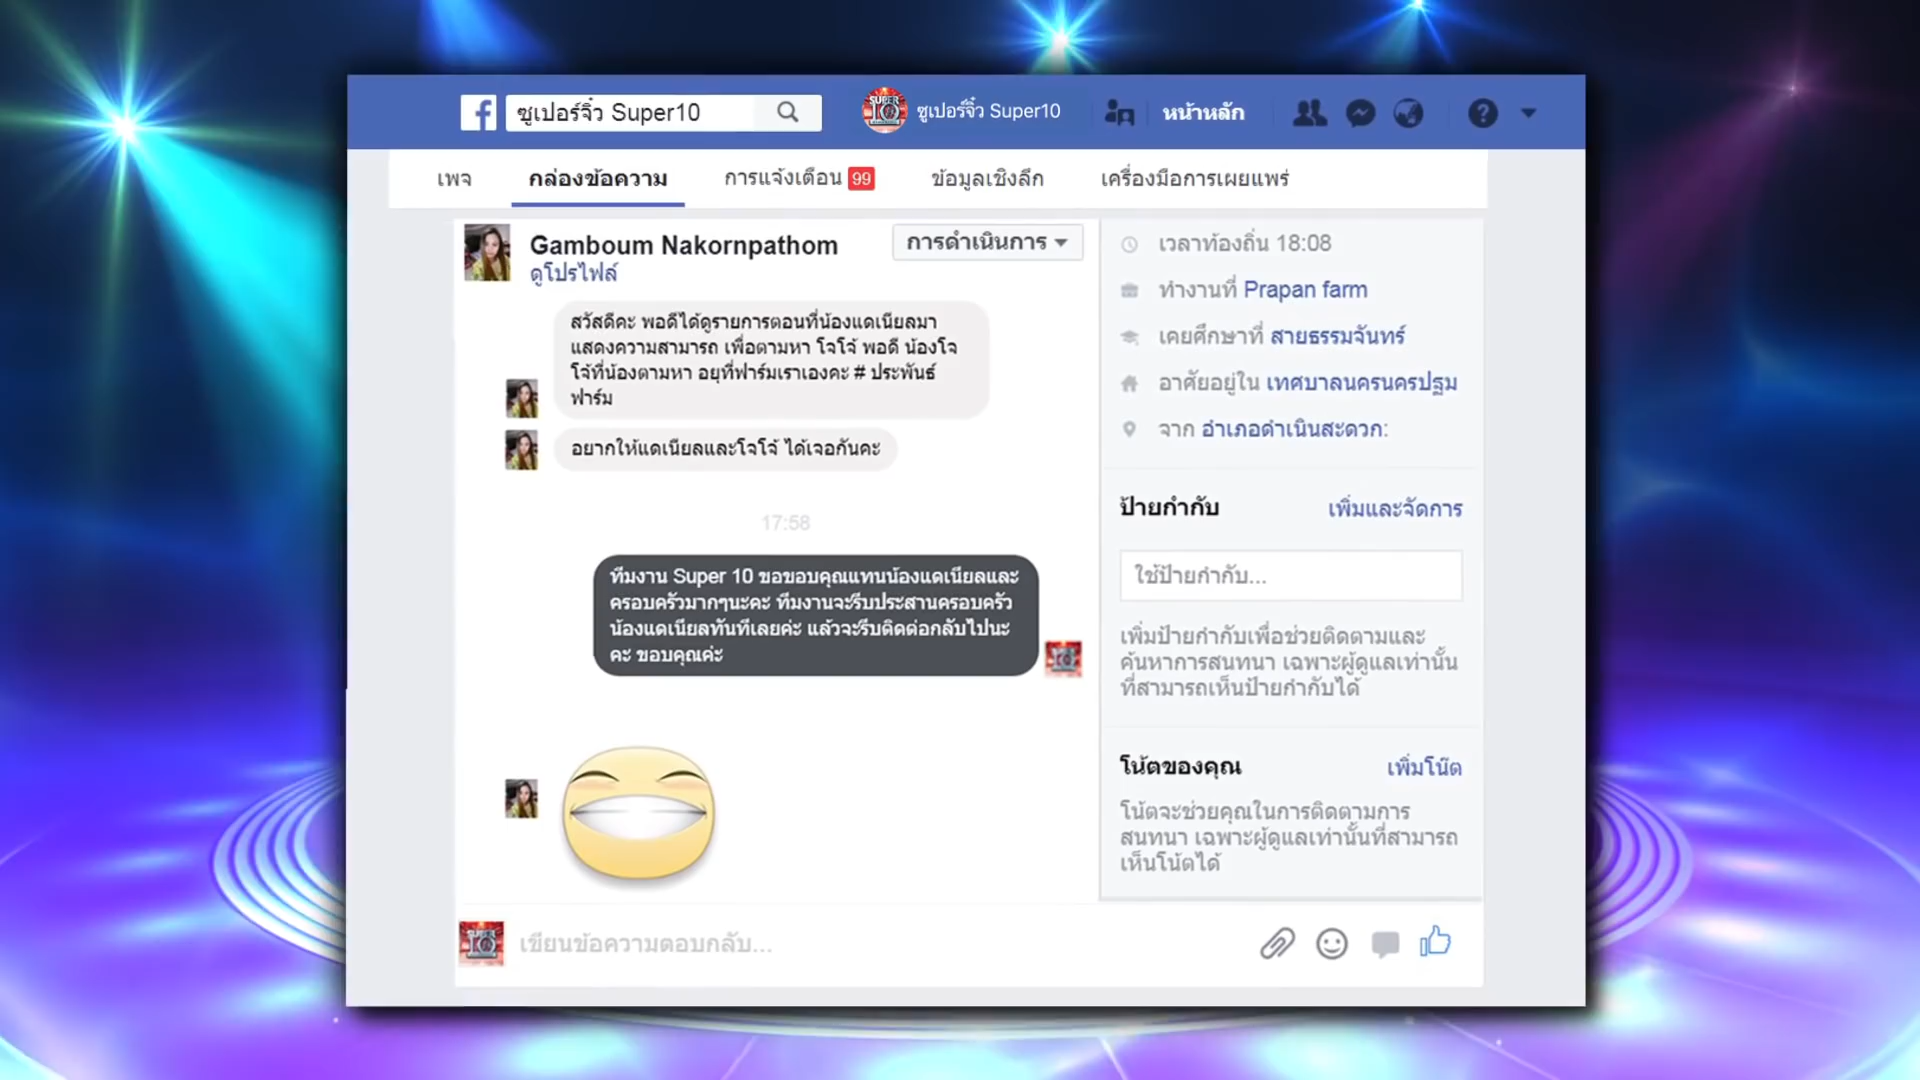 ซูเปอร์จิ๋ว Super10
ซูเปอร์จิ๋ว Super10
หน้าหลัก
เพจ
กล่องข้อความ
การแจ้งเตือน 99
ข้อมูลเชิงลึก
เครื่องมือการเผยแพร่
Gamboum Nakornpathom
ดูโปรไฟล์
การดำเนินการ
สวัสดีคะ พอดีได้ดูรายการตอนที่น้องแดเนียลมา
แสดงความสามารถ เพื่อตามหา โจโจ้ พอดี น้องโจ
โจ้ที่น้องตามหา อยุที่ฟาร์มเราเองคะ # ประพันธ์
ฟาร์ม
อยากให้แดเนียลและโจโจ้ ได้เจอกันคะ
17:58
ทีมงาน Super 10 ขอขอบคุณแทนน้องแดเนียลและ
ครอบครัวมากๆนะคะ ทีมงานจะรีบประสานครอบครัว
น้องแดเนียลทันทีเลยค่ะ แล้วจะรีบติดต่อกลับไปนะ
คะ ขอบคุณค่ะ
เขียนข้อความตอบกลับ...
เวลาท้องถิ่น 18:08
ทำงานที่ Prapan farm
เคยศึกษาที่ สายธรรมจันทร์
อาศัยอยู่ใน เทศบาลนครนครปฐม
จาก อำเภอดำเนินสะดวก:
ป้ายกำกับ
เพิ่มและจัดการ
ใช้ป้ายกำกับ...
เพิ่มป้ายกำกับเพื่อช่วยติดตามและ
ค้นหาการสนทนา เฉพาะผู้ดูแลเท่านั้น
ที่สามารถเห็นป้ายกำกับได้
โน้ตของคุณ
เพิ่มโน๊ต
โน้ตจะช่วยคุณในการติดตามการ
สนทนา เฉพาะผู้ดูแลเท่านั้นที่สามารถ
เห็นโน้ตได้